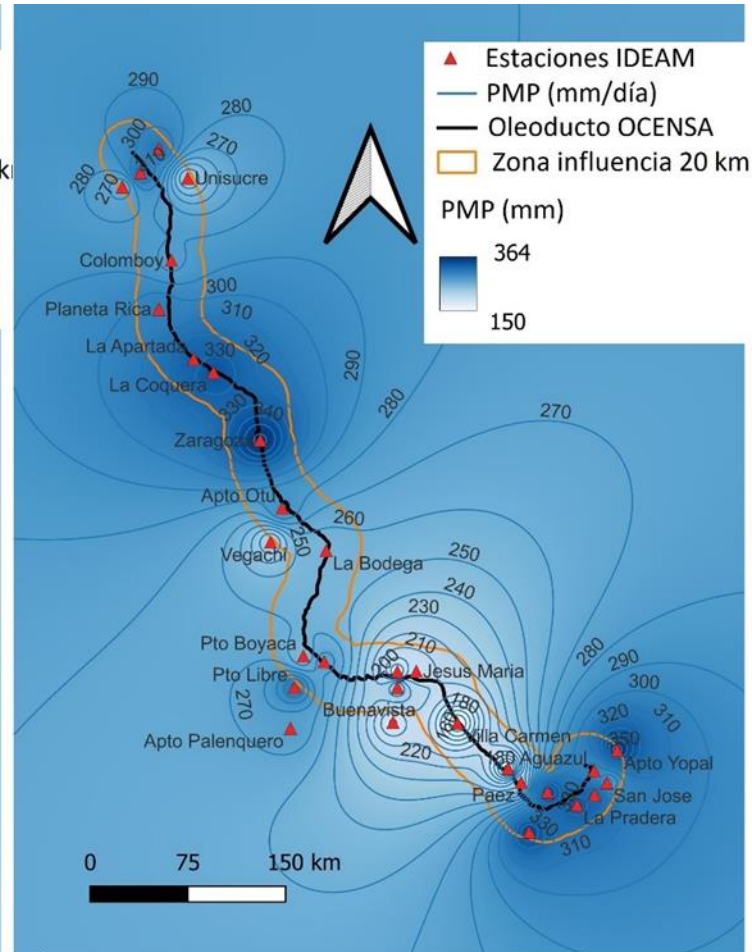 Estaciones IDEAM
PMP (mm/día)
Oleoducto OCENSA
Zona influencia 20 km
PMP (mm)
364
150
290
280
300
270
310
280
270
Unisucre
Colomboy
300
Planeta Rica
310
La Apartada
330
320
290
La Coquera
330
340
280
270
Zaragoza
Apto Otu
260
250
Vegachi
La Bodega
250
240
230
Pto Boyaca
210
200
Jesus Maria
280
Pto Libre
290
270
180
300
Buenavista
320
310
Villa Carmen
Apto Palenquero
220
350
180
Aguazul
Apto Yopal
Paez
San Jose
La Pradera
330
310
0
75
150 km